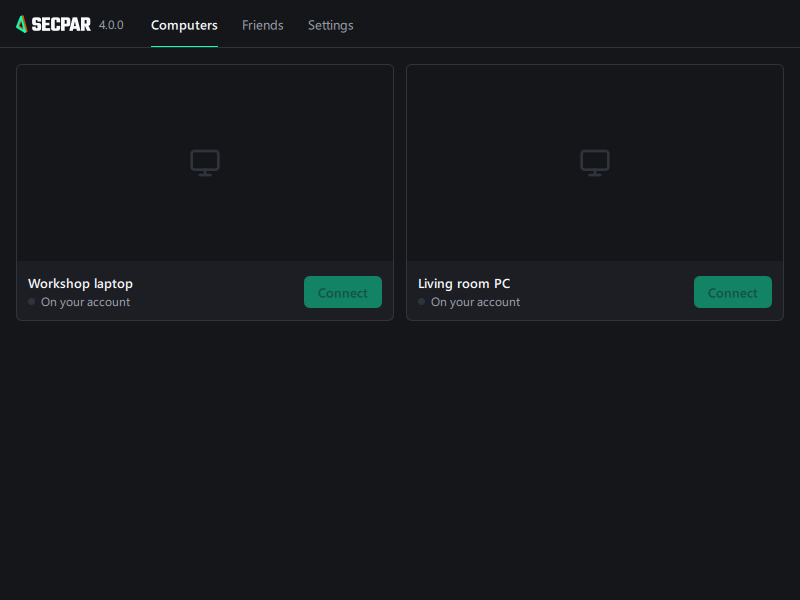 SECPAR 4.0.0 Computers Friends Settings
Workshop laptop
On your account
Connect
Living room PC
On your account
Connect